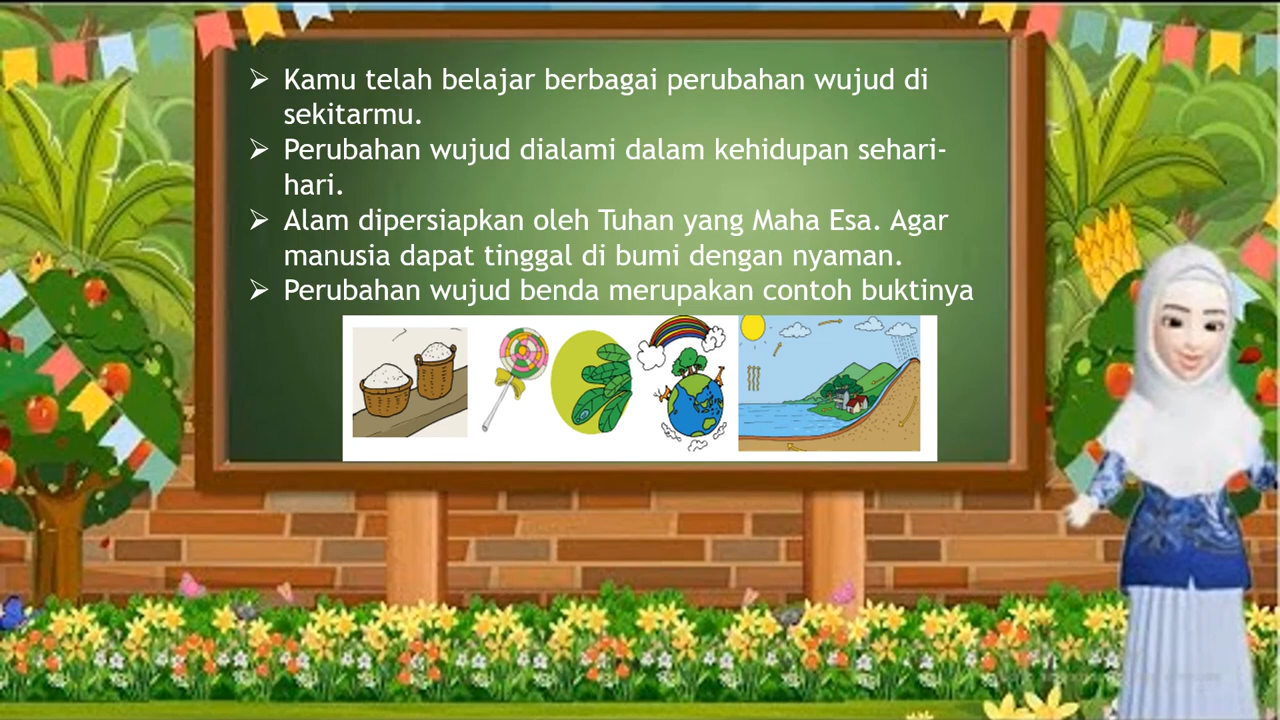 ➢ Kamu telah belajar berbagai perubahan wujud di
sekitarmu.
➢ Perubahan wujud dialami dalam kehidupan sehari-
hari.
➢ Alam dipersiapkan oleh Tuhan yang Maha Esa. Agar
manusia dapat tinggal di bumi dengan nyaman.
➢ Perubahan wujud benda merupakan contoh buktinya